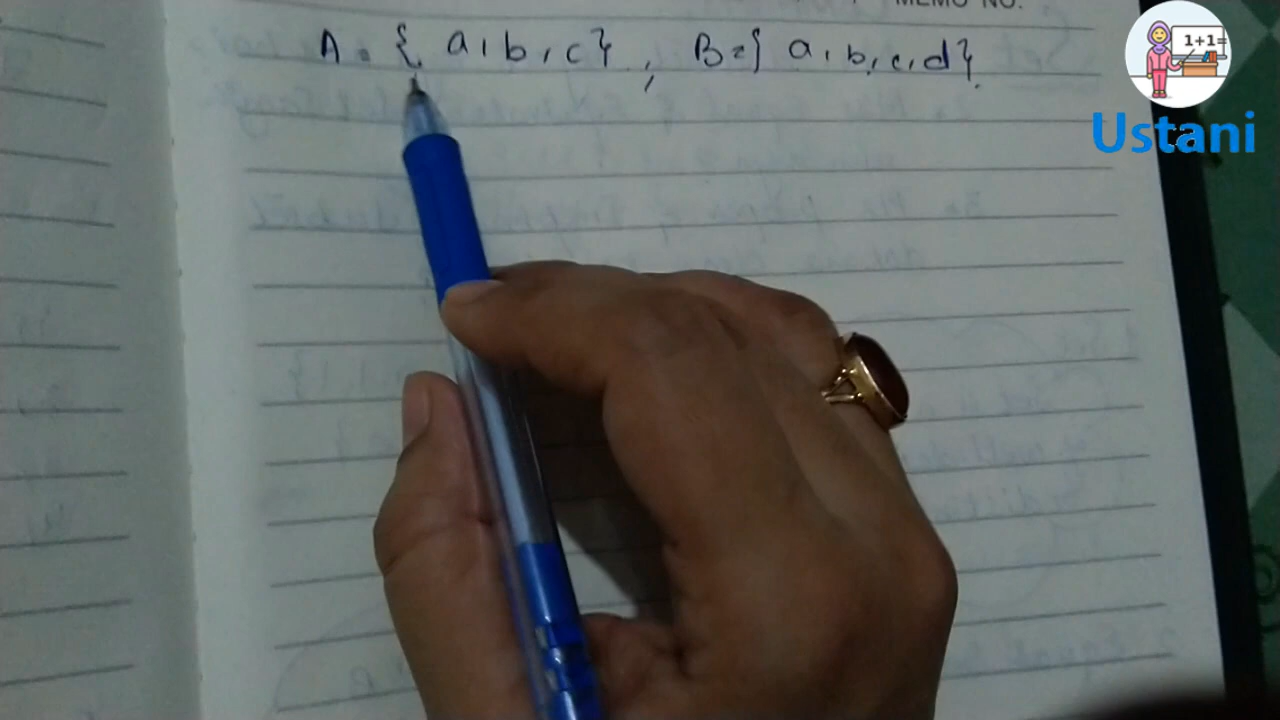 MEMO NO.
A = { a, b, c } , B = } a, b, c, d }.
1+1=
Ustani